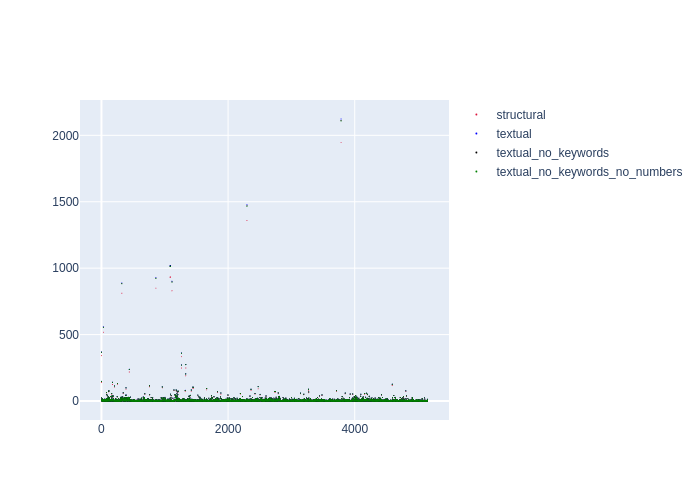 structural
textual
textual_no_keywords
textual_no_keywords_no_numbers
2000
1500
1000
500
0
0 2000 4000